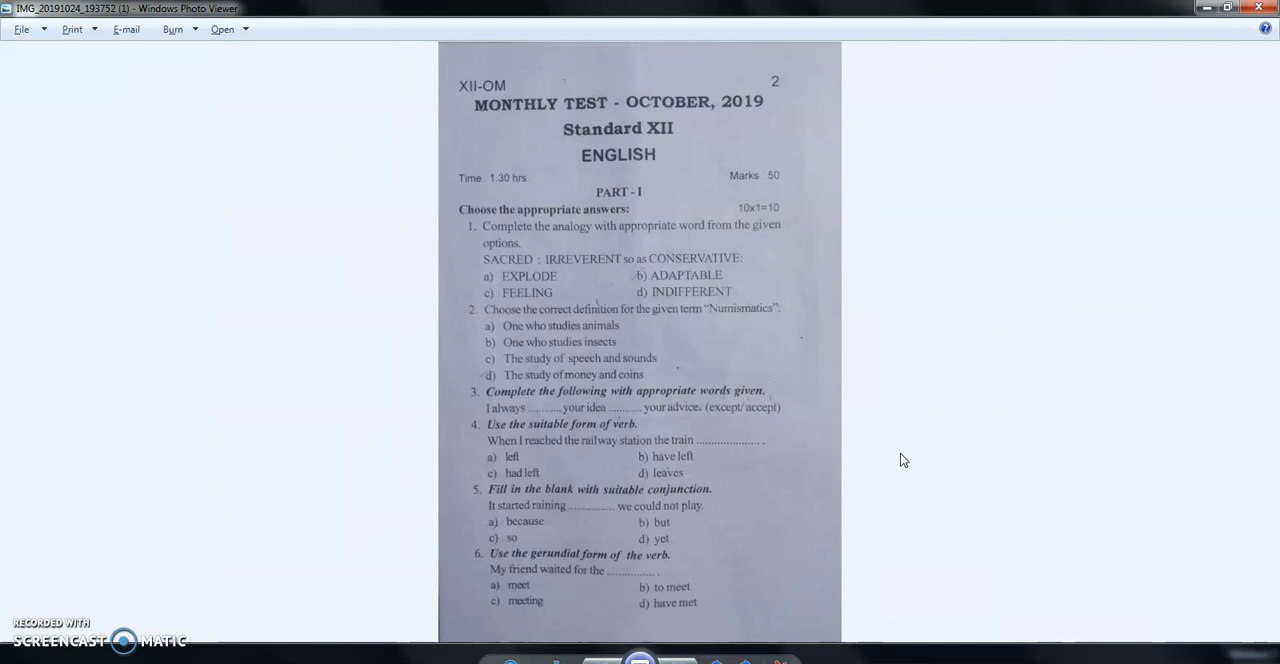 IMG_20191024_193752 (1) - Windows Photo Viewer
File Print E-mail Burn Open
XII-OM 2
MONTHLY TEST - OCTOBER, 2019
Standard XII
ENGLISH
Time : 1.30 hrs. Marks : 50
PART - I
Choose the appropriate answers: 10x1=10
1. Complete the analogy with appropriate word from the given
options.
SACRED : IRREVERENT so as CONSERVATIVE:
a) EXPLODE b) ADAPTABLE
c) FEELING d) INDIFFERENT
2. Choose the correct definition for the given term “Numismatics”.
a) One who studies animals
b) One who studies insects
c) The study of speech and sounds
d) The study of money and coins
3. Complete the following with appropriate words given.
I always ........... your idea ........... your advice. (except/ accept)
4. Use the suitable form of verb.
When I reached the railway station the train ...................... .
a) left b) have left
c) had left d) leaves
5. Fill in the blank with suitable conjunction.
It started raining ................ we could not play.
a) because b) but
c) so d) yet
6. Use the gerundial form of the verb.
My friend waited for the ................ .
a) meet b) to meet
c) meeting d) have met
RECORDED WITH
SCREENCAST MATIC